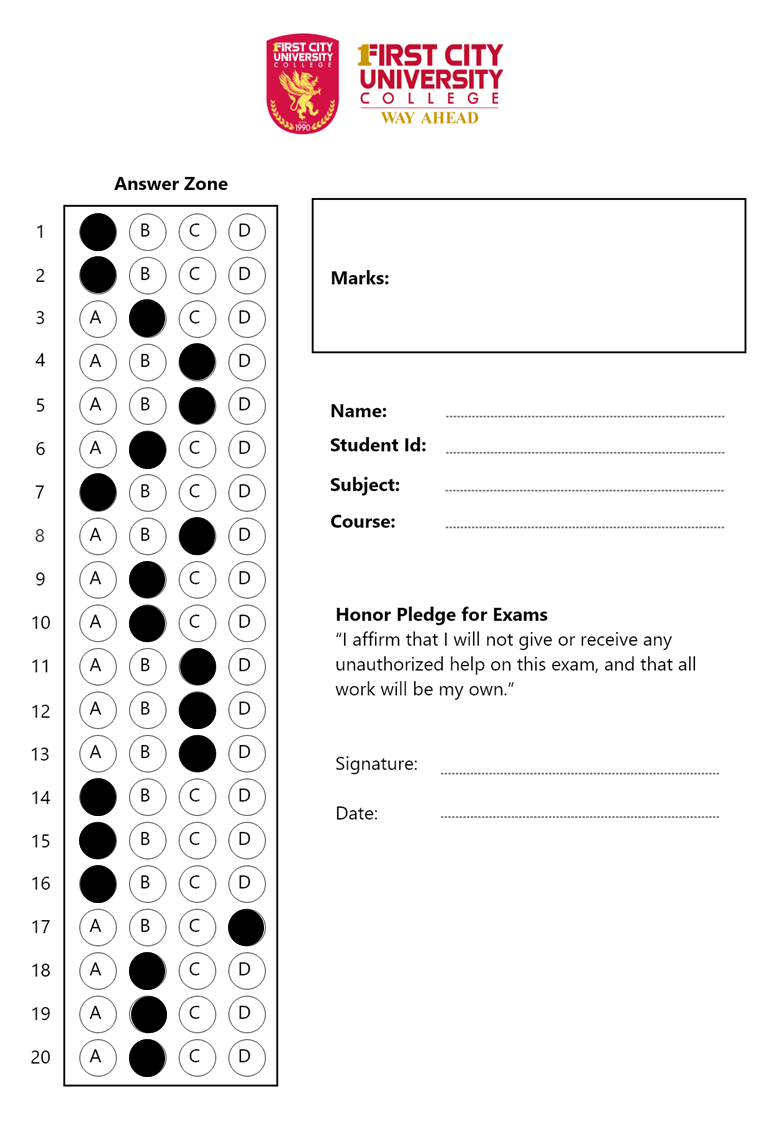 1FIRST CITY
UNIVERSITY
COLLEGE
1990
1FIRST CITY
UNIVERSITY
COLLEGE
WAY AHEAD
Answer Zone
1 B C D
2 B C D
3 A C D
4 A B D
5 A B D
6 A C D
7 B C D
8 A B D
9 A C D
10 A C D
11 A B D
12 A B D
13 A B D
14 B C D
15 B C D
16 B C D
17 A B C
18 A C D
19 A C D
20 A C D
Marks:
Name:
Student Id:
Subject:
Course:
Honor Pledge for Exams
“I affirm that I will not give or receive any
unauthorized help on this exam, and that all
work will be my own.”
Signature:
Date: